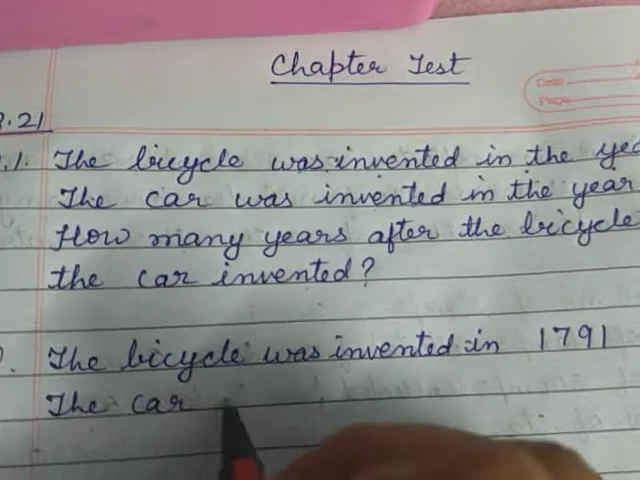 Chapter Test
Date
Page
.21
.1. The bicycle was invented in the
The car was invented in the year
How many years after the bicycle
the car invented?
The bicycle was invented in 1791
The car